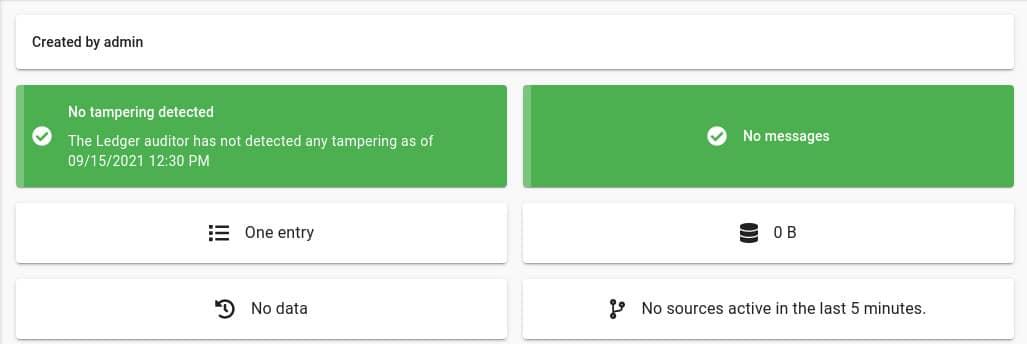 Created by admin
No tampering detected
The Ledger auditor has not detected any tampering as of
09/15/2021 12:30 PM
No messages
One entry
0 B
No data
No sources active in the last 5 minutes.